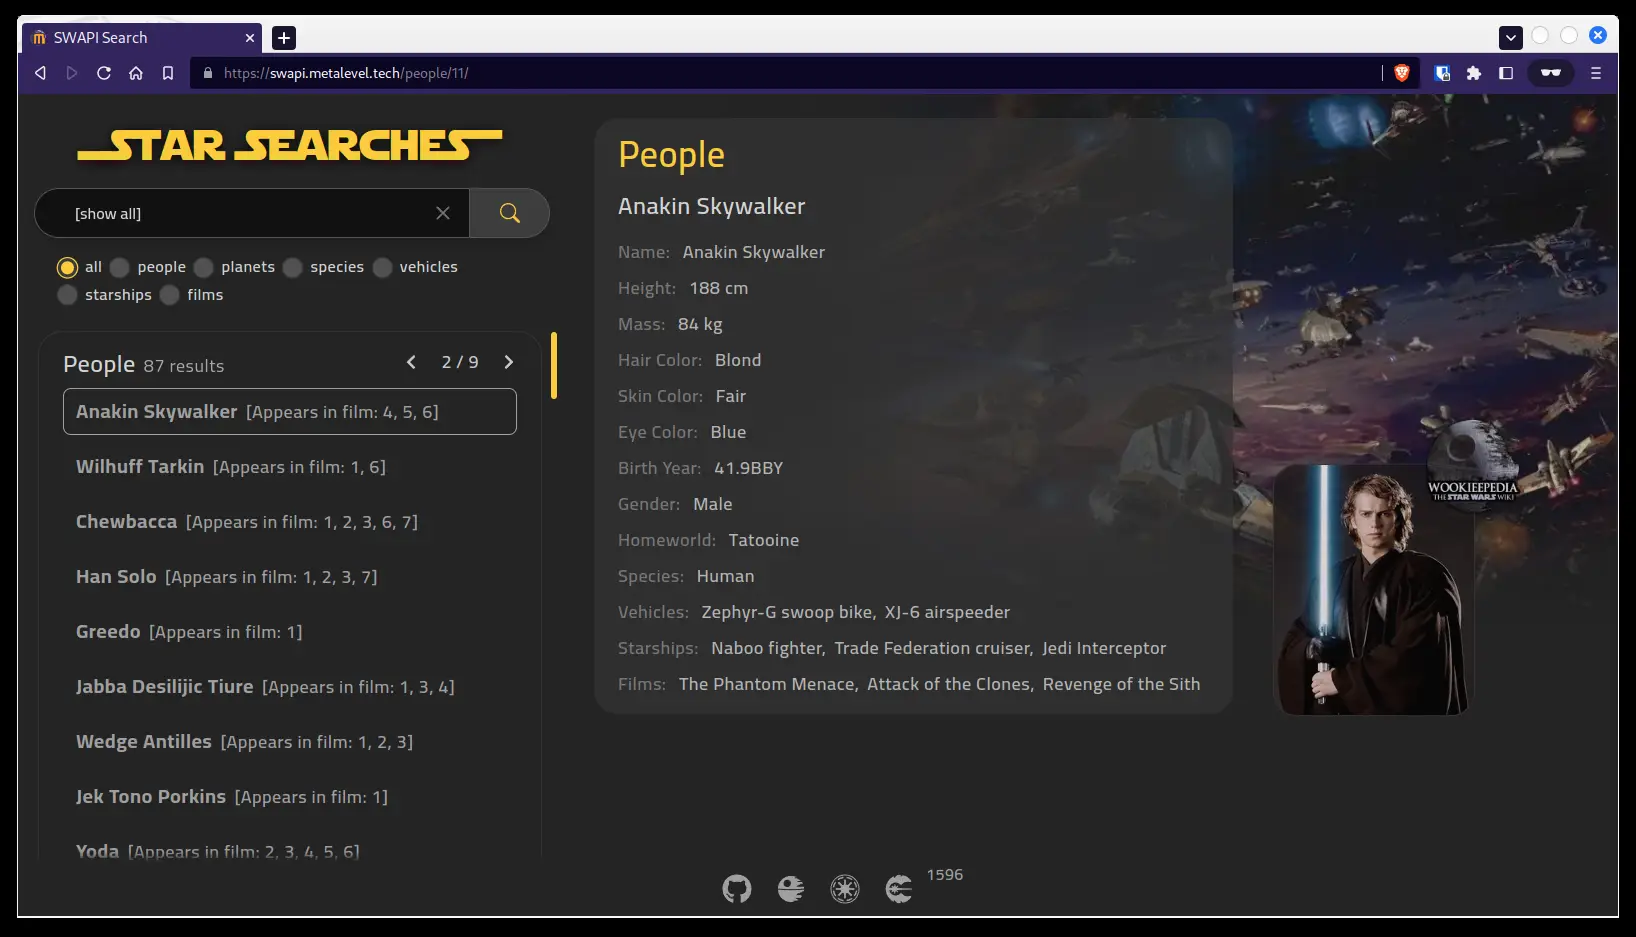 SWAPI Search
https://swapi.metalevel.tech/people/11/
STAR SEARCHES
[show all]
all people planets species vehicles
starships films
People 87 results 2 / 9
Anakin Skywalker [Appears in film: 4, 5, 6]
Wilhuff Tarkin [Appears in film: 1, 6]
Chewbacca [Appears in film: 1, 2, 3, 6, 7]
Han Solo [Appears in film: 1, 2, 3, 7]
Greedo [Appears in film: 1]
Jabba Desilijic Tiure [Appears in film: 1, 3, 4]
Wedge Antilles [Appears in film: 1, 2, 3]
Jek Tono Porkins [Appears in film: 1]
Yoda [Appears in film: 2, 3, 4, 5, 6]
People
Anakin Skywalker
Name: Anakin Skywalker
Height: 188 cm
Mass: 84 kg
Hair Color: Blond
Skin Color: Fair
Eye Color: Blue
Birth Year: 41.9BBY
Gender: Male
Homeworld: Tatooine
Species: Human
Vehicles: Zephyr-G swoop bike, XJ-6 airspeeder
Starships: Naboo fighter, Trade Federation cruiser, Jedi Interceptor
Films: The Phantom Menace, Attack of the Clones, Revenge of the Sith
WOOKIEEPEDIA
THE STAR WARS WIKI
1596